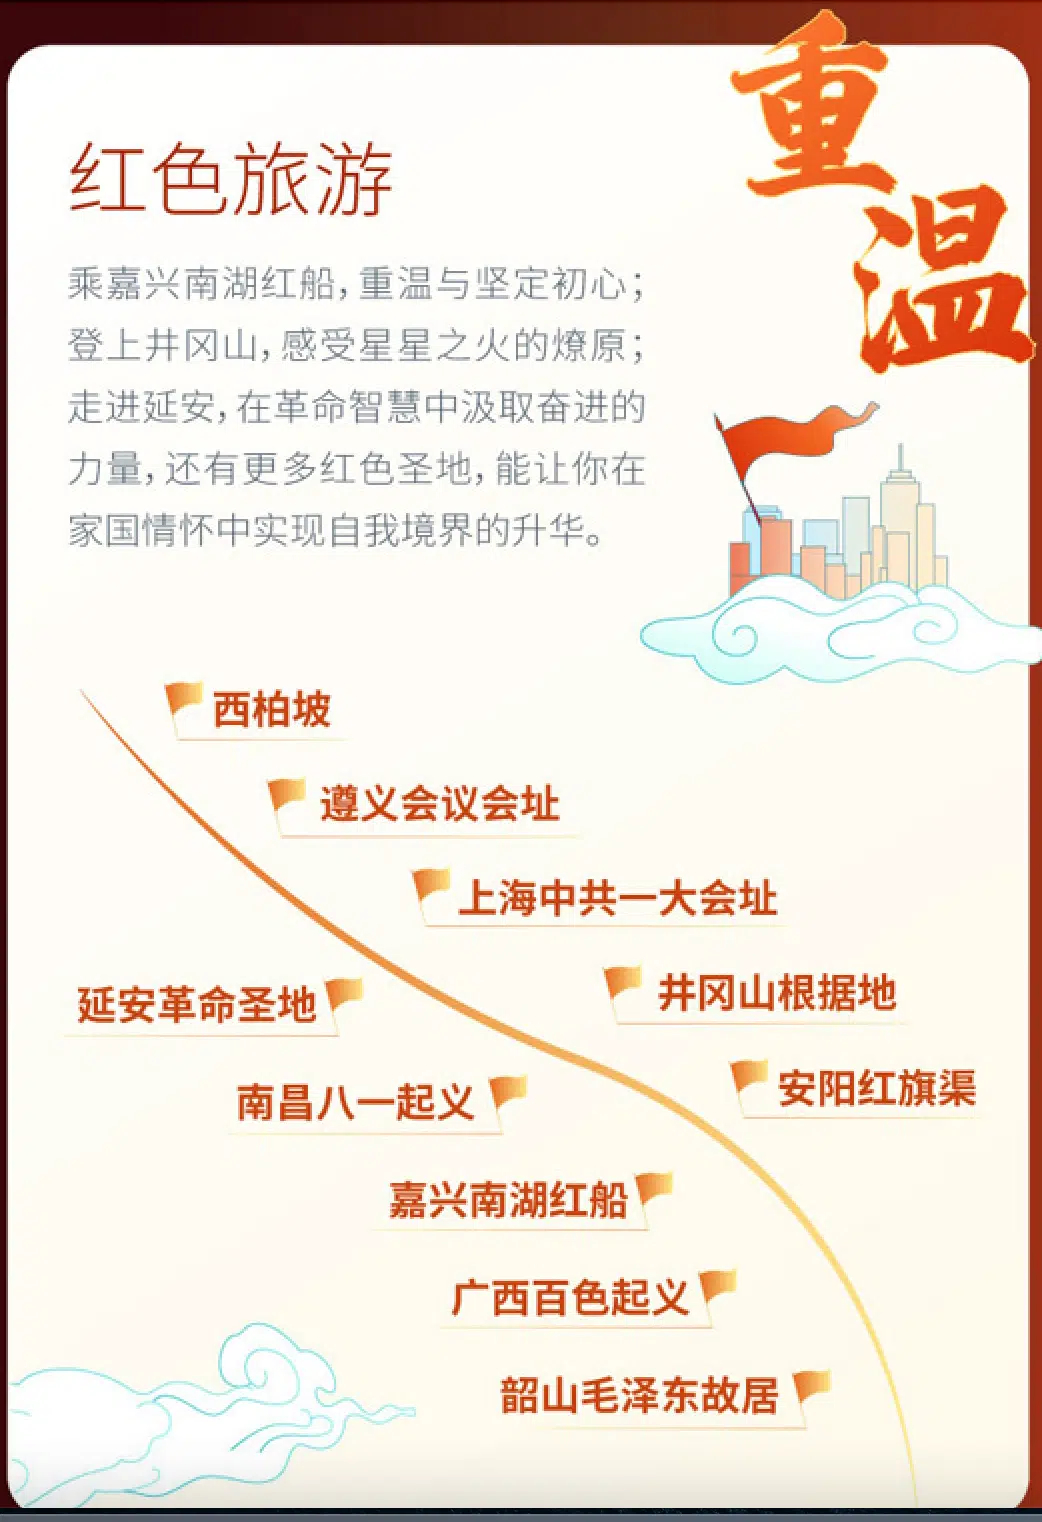 重温
红色旅游
乘嘉兴南湖红船，重温与坚定初心；
登上井冈山，感受星星之火的燎原；
走进延安，在革命智慧中汲取奋进的
力量，还有更多红色圣地，能让你在
家国情怀中实现自我境界的升华。
西柏坡
遵义会议会址
上海中共一大会址
延安革命圣地
井冈山根据地
南昌八一起义
安阳红旗渠
嘉兴南湖红船
广西百色起义
韶山毛泽东故居